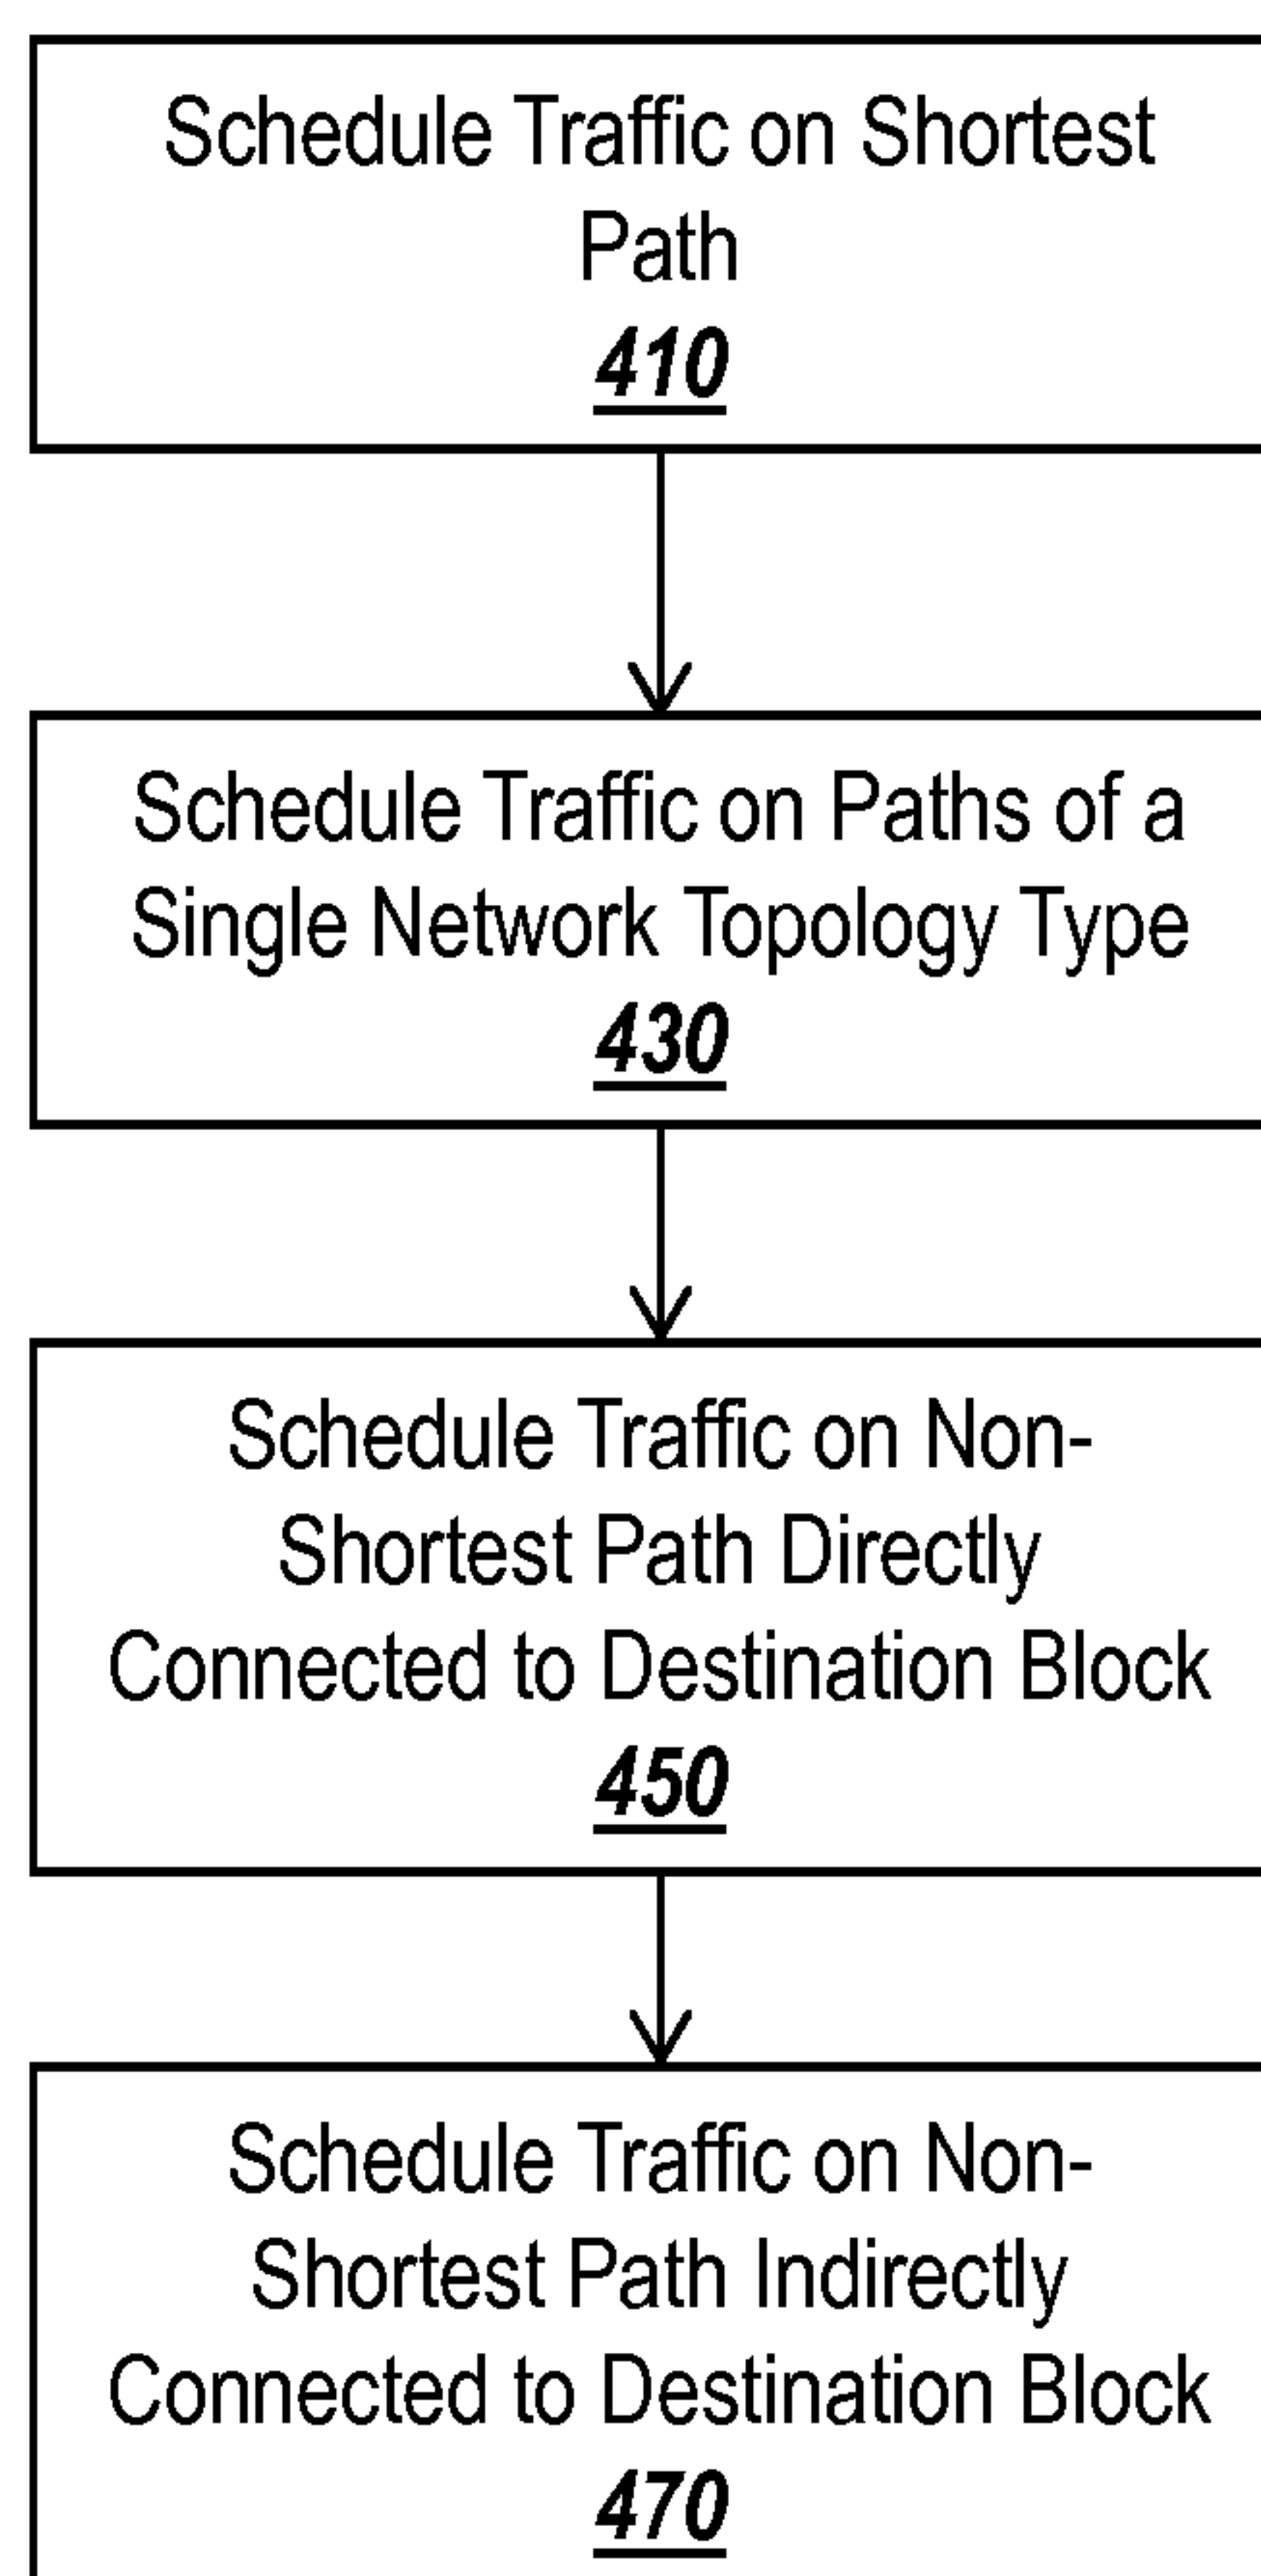 Schedule Traffic on Shortest
Path
410
Schedule Traffic on Paths of a
Single Network Topology Type
430
Schedule Traffic on Non-
Shortest Path Directly
Connected to Destination Block
450
Schedule Traffic on Non-
Shortest Path Indirectly
Connected to Destination Block
470